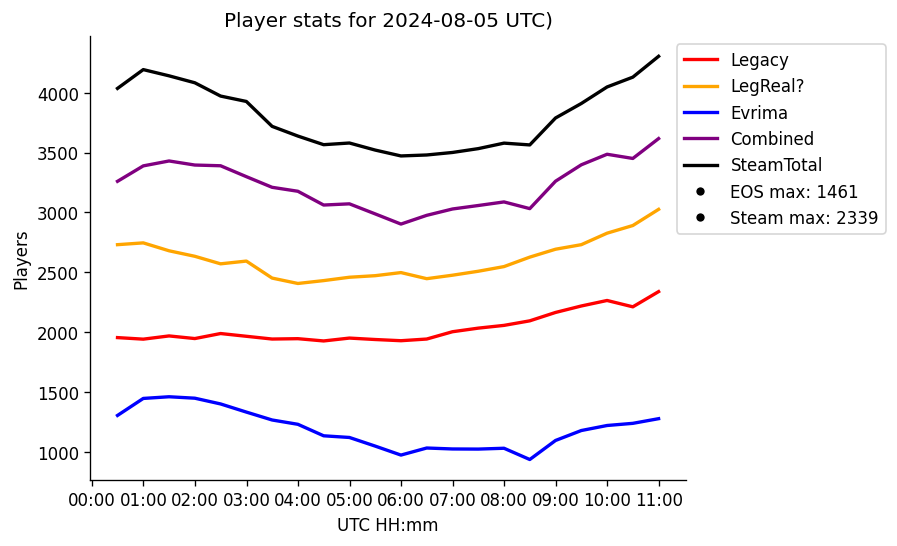 Player stats for 2024-08-05 UTC)
Legacy
LegReal?
Evrima
Combined
SteamTotal
EOS max: 1461
Steam max: 2339
Players
4000
3500
3000
2500
2000
1500
1000
00:00 01:00 02:00 03:00 04:00 05:00 06:00 07:00 08:00 09:00 10:00 11:00
UTC HH:mm